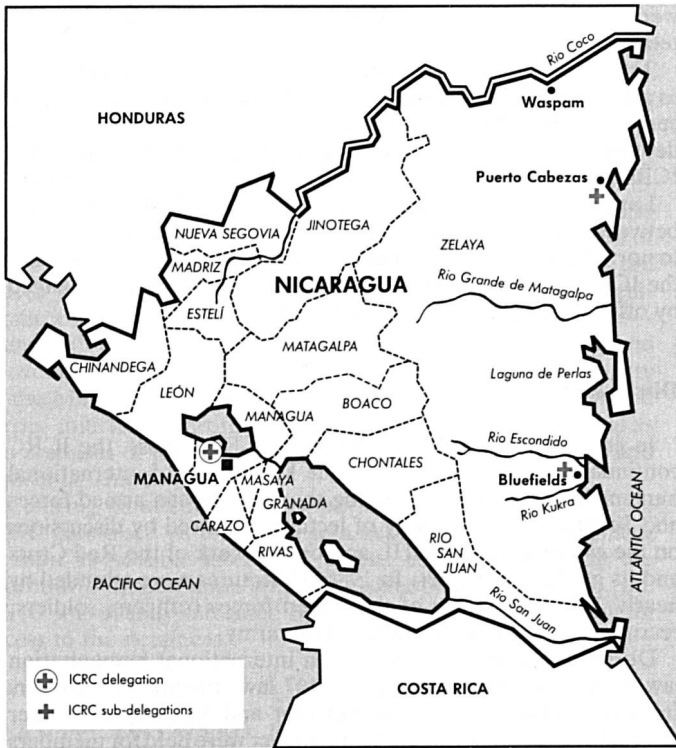 Rio Coco
Waspam
HONDURAS
Puerto Cabezas
NUEVA SEGOVIA
JINOTEGA
ZELAYA
MADRIZ
NICARAGUA
Rio Grande de Matagalpa
ESTELÍ
CHINANDEGA
MATAGALPA
LEÓN
Laguna de Perlas
MANAGUA
BOACO
Rio Escondido
CHONTALES
MANAGUA
MASAYA
Bluefields
GRANADA
Rio Kukra
CARAZO
RIVAS
RIO
SAN
JUAN
ATLANTIC OCEAN
PACIFIC OCEAN
Rio San Juan
ICRC delegation
ICRC sub-delegations
COSTA RICA